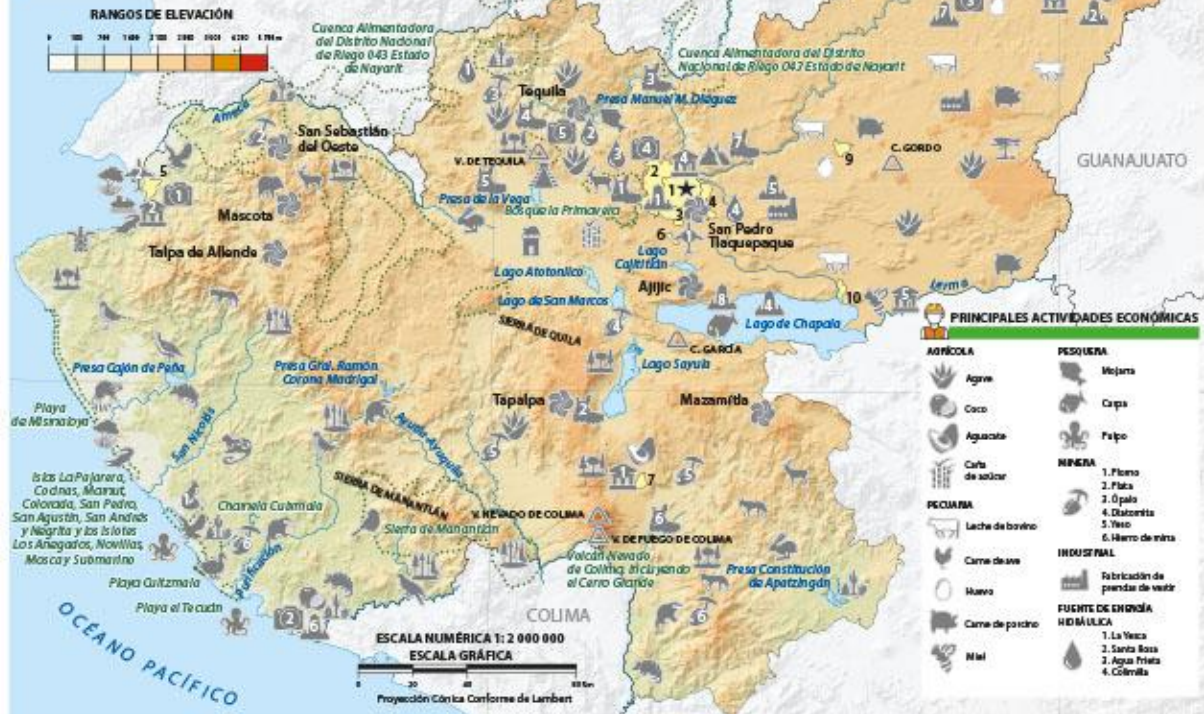 RANGOS DE ELEVACIÓN
Cuenca Alimentadora
del Distrito Nacional
de Riego 043 Estado
de Nayarit
Cuenca Alimentadora del Distrito
Nacional de Riego 043 Estado de Nayarit
Ameca
San Sebastián
del Oeste
Tequila
Presa Manuel M. Diéguez
V. DE TEQUILA
C. GORDO
GUANAJUATO
Presa de la Vega
Bosque la Primavera
Mascota
Talpa de Allende
San Pedro
Tlaquepaque
Lago
Cajititlán
Lago Atotonilco
Ajijic
Lerma
Lago de San Marcos
Lago de Chapala
SIERRA DE QUILA
C. GARCÍA
Lago Sayula
Presa Cajón de Peña
Presa Gral. Ramón
Corona Madrigal
Tapalpa
Mazamitla
Playa
de Mismaloya
San Nicolás
Ayutla-Ayuquila
Islas La Pajarera,
Cocinas, Mamut,
Colorada, San Pedro,
San Agustín, San Andrés
y Negrita y los Islotes
Los Anegados, Novillas,
Mosca y Submarino
Chamela Cuixmala
SIERRA DE MANANTLÁN
Sierra de Manantlán
V. NEVADO DE COLIMA
V. DE FUEGO DE COLIMA
Volcán Nevado
de Colima, Incluyendo
el Cerro Grande
Presa Constitución
de Apatzingán
Purificación
Playa Cuitzmala
Playa el Tecuán
OCÉANO PACÍFICO
COLIMA
ESCALA NUMÉRICA 1: 2 000 000
ESCALA GRÁFICA
0 20 40 80 km
Proyección Cónica Conforme de Lambert
PRINCIPALES ACTIVIDADES ECONÓMICAS
AGRÍCOLA
Agave
Coco
Aguacate
Caña
de azúcar
PECUARIA
Leche de bovino
Carne de ave
Huevo
Carne de porcino
Miel
PESQUERA
Mojarra
Carpa
Pulpo
MINERA
1. Plomo
2. Plata
3. Ópalo
4. Diatomita
5. Yeso
6. Hierro de mina
INDUSTRIAL
Fabricación de
prendas de vestir
FUENTE DE ENERGÍA
HIDRÁULICA
1. La Yesca
2. Santa Rosa
3. Agua Prieta
4. Colimilla